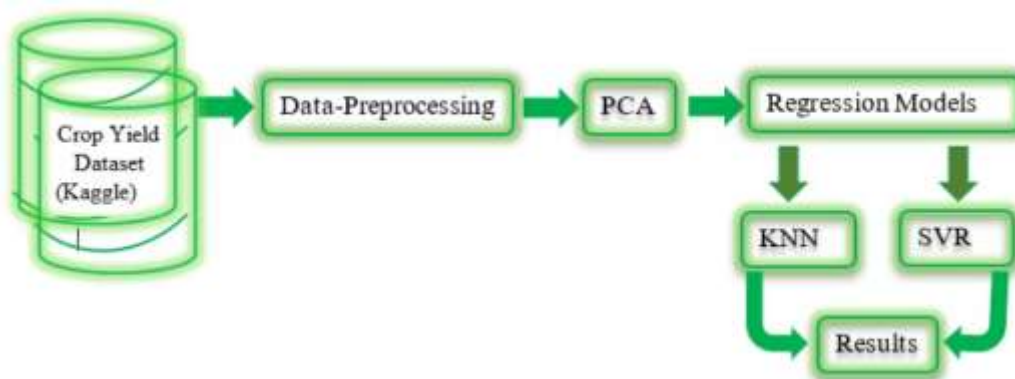 Crop Yield
Dataset
(Kaggle)
Data-Preprocessing
PCA
Regression Models
KNN
SVR
Results